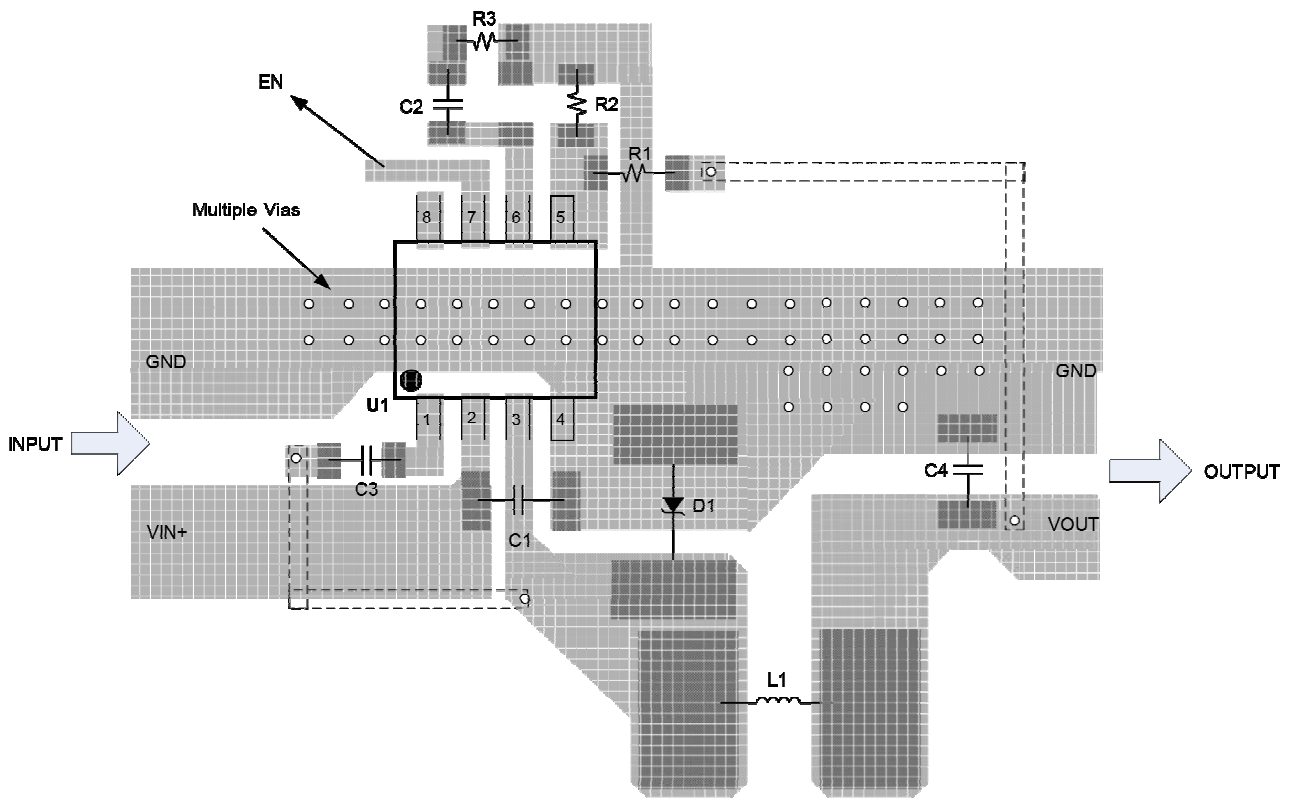 R3
EN
C2
R2
R1
Multiple Vias
8 7 6 5
GND
GND
U1
1 2 3 4
INPUT
C3
C4
OUTPUT
VIN+
C1
D1
VOUT
L1